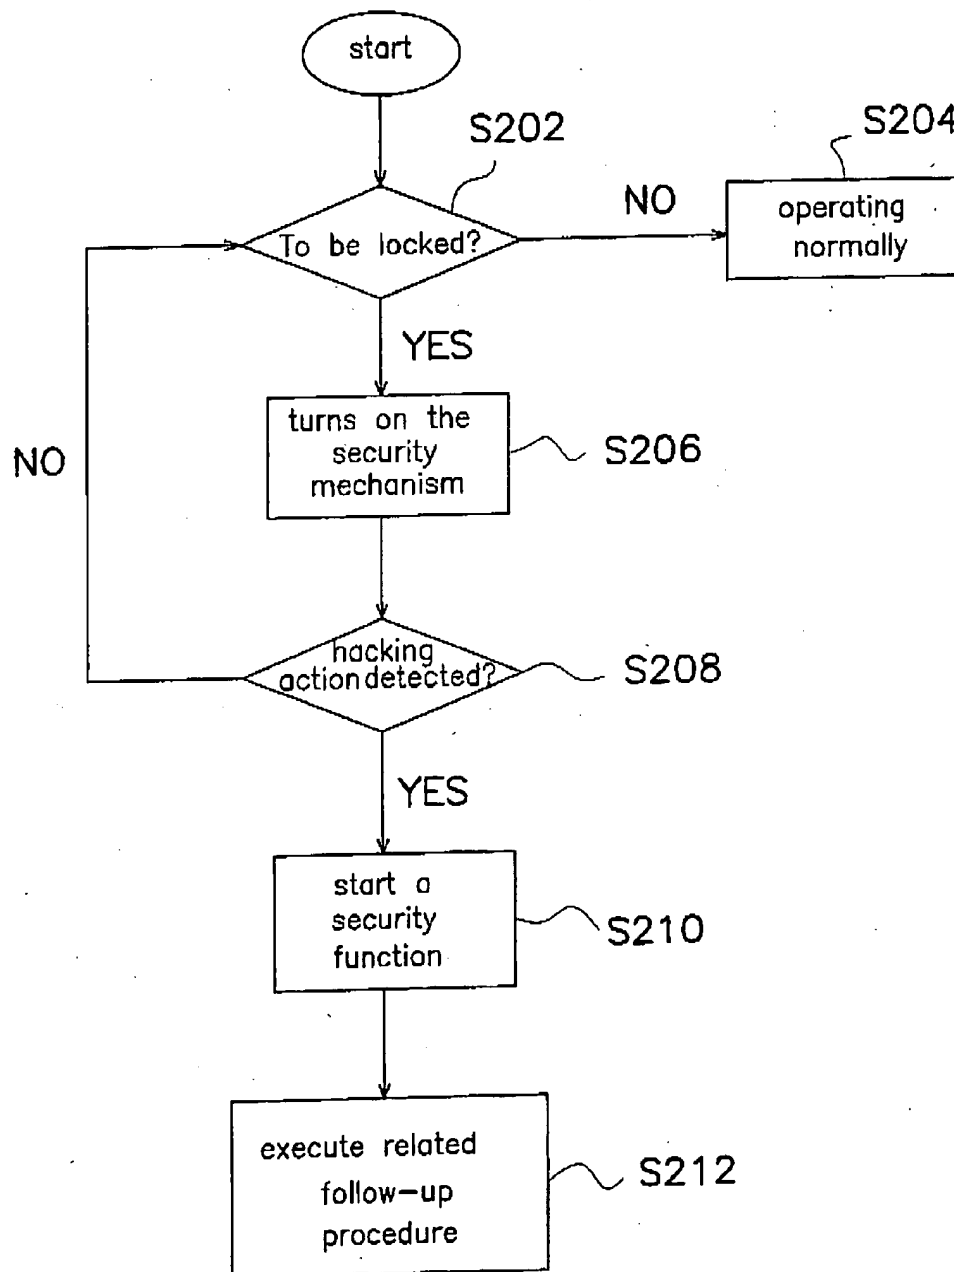 start
S202
S204
To be locked?
NO
operating
normally
YES
turns on the
security
mechanism
S206
NO
hacking
action detected?
S208
YES
start a
security
function
S210
execute related
follow-up
procedure
S212